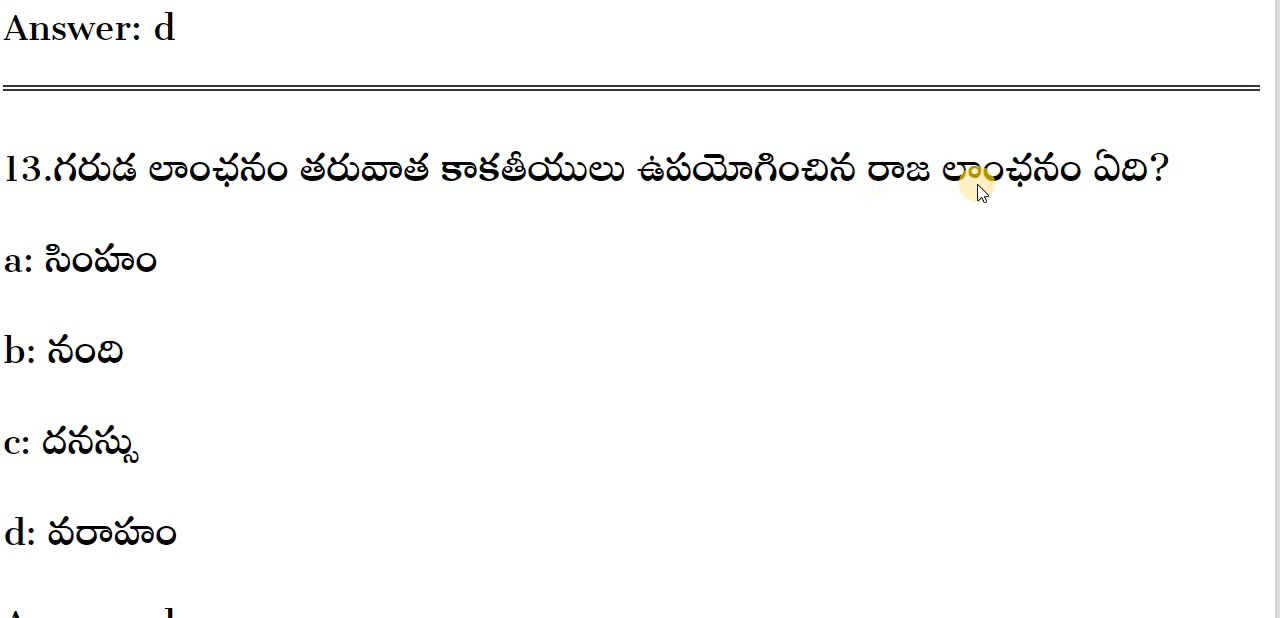 Answer: d
13.గరుడ లాంఛనం తరువాత కాకతీయులు ఉపయోగించిన రాజ లాంఛనం ఏది?
a: సింహం
b: నంది
c: దనస్సు
d: వరాహం